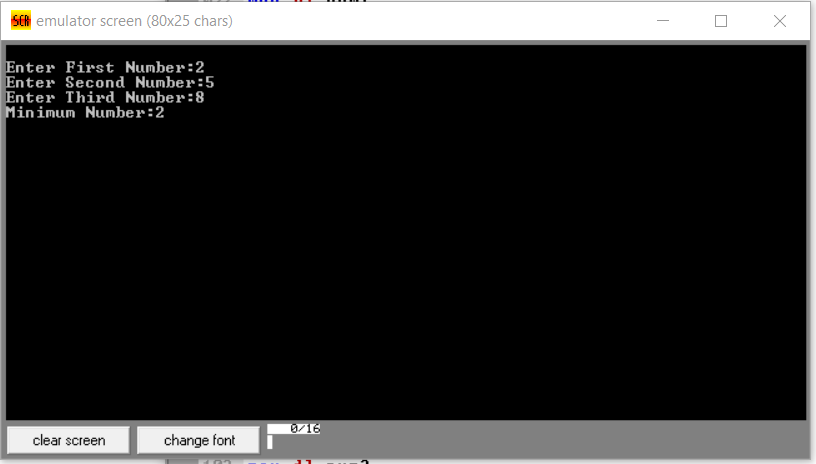 SCR emulator screen (80x25 chars)
Enter First Number:2
Enter Second Number:5
Enter Third Number:8
Minimum Number:2
clear screen
change font
0/16